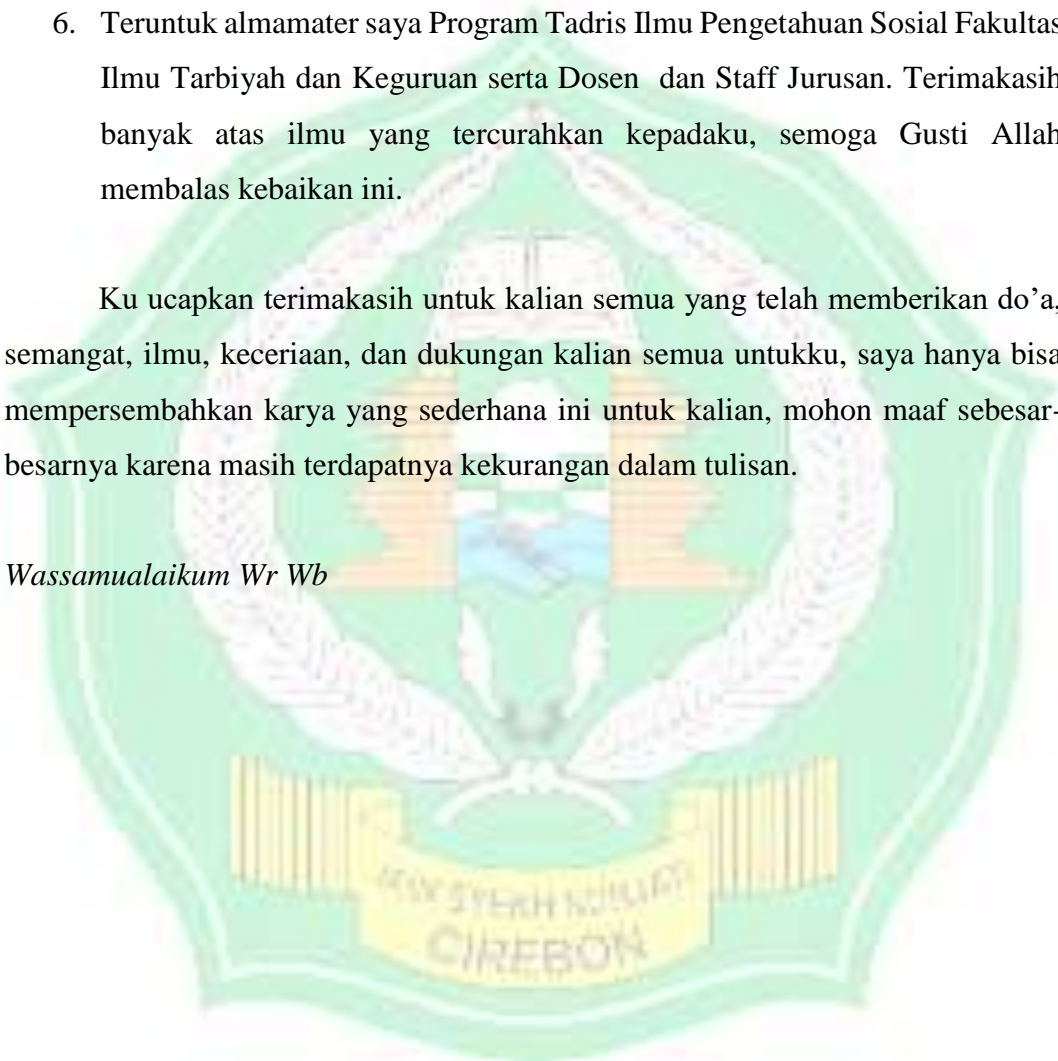 6. Teruntuk almamater saya Program Tadris Ilmu Pengetahuan Sosial Fakultas
Ilmu Tarbiyah dan Keguruan serta Dosen dan Staff Jurusan. Terimakasih
banyak atas ilmu yang tercurahkan kepadaku, semoga Gusti Allah
membalas kebaikan ini.
Ku ucapkan terimakasih untuk kalian semua yang telah memberikan do’a,
semangat, ilmu, keceriaan, dan dukungan kalian semua untukku, saya hanya bisa
mempersembahkan karya yang sederhana ini untuk kalian, mohon maaf sebesar-
besarnya karena masih terdapatnya kekurangan dalam tulisan.
Wassamualaikum Wr Wb
IAIN SYEKH NURJATI
CIREBON